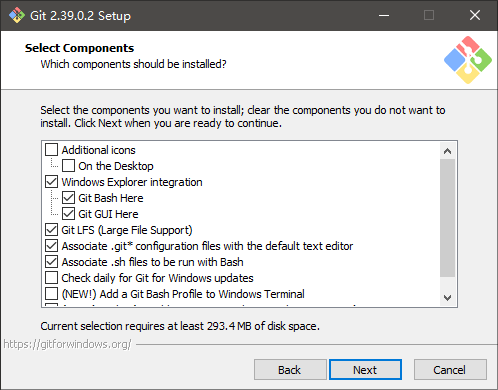 Git 2.39.0.2 Setup
Select Components
Which components should be installed?
Select the components you want to install; clear the components you do not want to
install. Click Next when you are ready to continue.
Additional icons
On the Desktop
Windows Explorer integration
Git Bash Here
Git GUI Here
Git LFS (Large File Support)
Associate .git* configuration files with the default text editor
Associate .sh files to be run with Bash
Check daily for Git for Windows updates
(NEW!) Add a Git Bash Profile to Windows Terminal
Current selection requires at least 293.4 MB of disk space.
https://gitforwindows.org/
Back
Next
Cancel